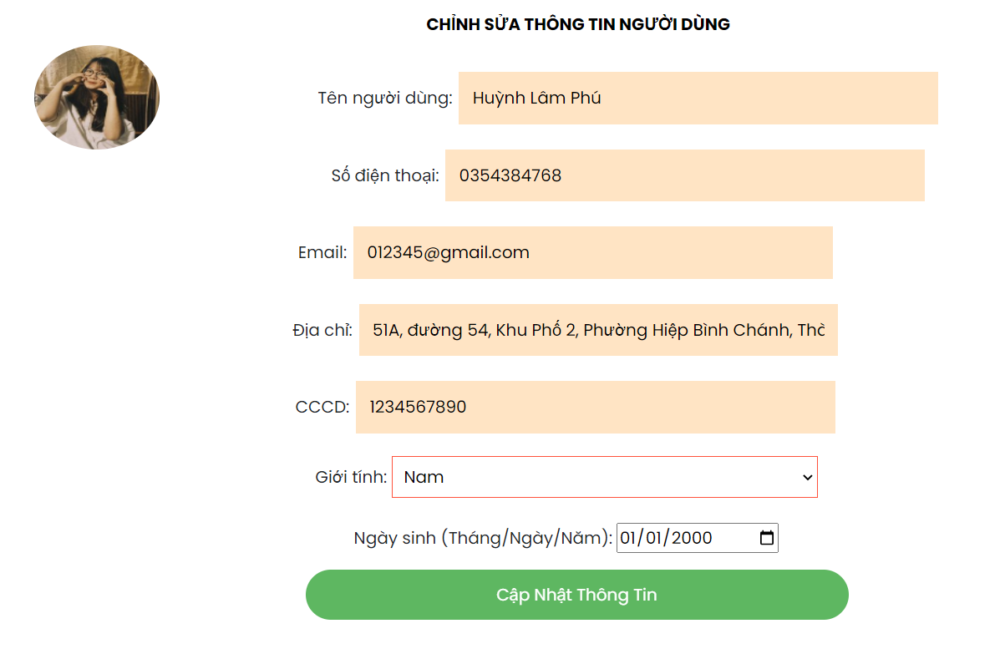 CHỈNH SỬA THÔNG TIN NGƯỜI DÙNG
Tên người dùng: Huỳnh Lâm Phú
Số điện thoại: 0354384768
Email: 012345@gmail.com
Địa chỉ: 51A, đường 54, Khu Phố 2, Phường Hiệp Bình Chánh,
CCCD: 1234567890
Giới tính: Nam
Ngày sinh (Tháng/Ngày/Năm): 01/01/2000
Cập Nhật Thông Tin